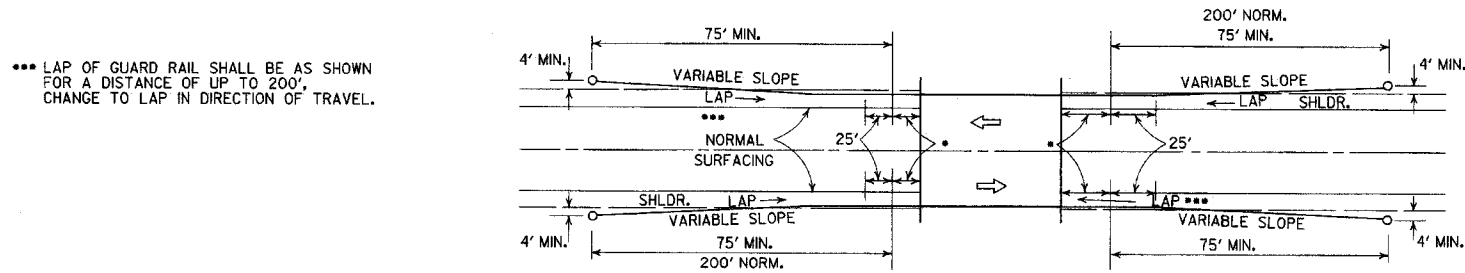 *** LAP OF GUARD RAIL SHALL BE AS SHOWN
FOR A DISTANCE OF UP TO 200',
CHANGE TO LAP IN DIRECTION OF TRAVEL.
200' NORM.
75' MIN.
75' MIN.
4' MIN.
4' MIN.
VARIABLE SLOPE
VARIABLE SLOPE
LAP
LAP SHLDR.
***
NORMAL
SURFACING
25'
*
*
25'
SHLDR.
LAP
LAP ***
VARIABLE SLOPE
VARIABLE SLOPE
4' MIN.
4' MIN.
75' MIN.
75' MIN.
200' NORM.